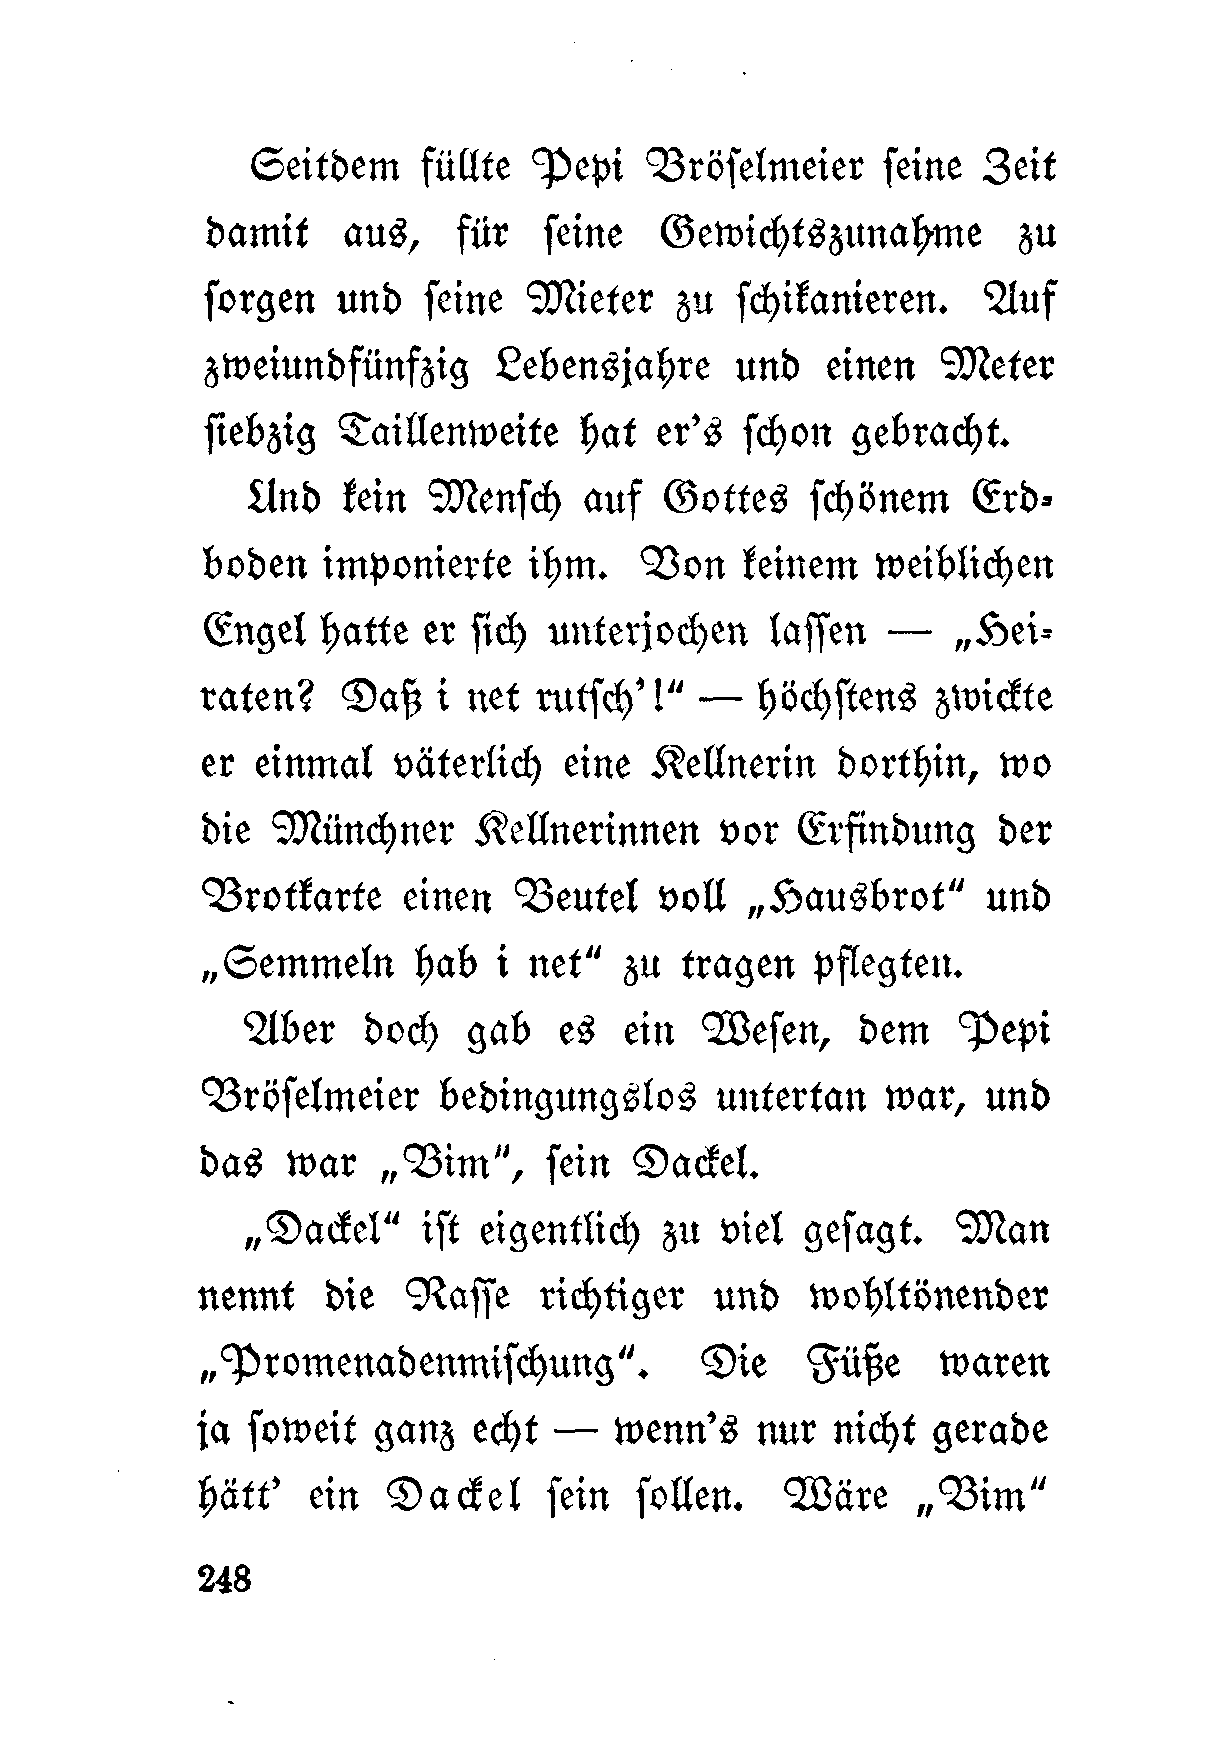 Seitdem füllte Pepi Bröſelmeier ſeine Zeit
damit aus, für ſeine Gewichtszunahme zu
ſorgen und ſeine Mieter zu ſchikanieren. Auf
zweiundfünfzig Lebensjahre und einen Meter
ſiebzig Taillenweite hat er's ſchon gebracht.
Und kein Menſch auf Gottes ſchönem Erd-
boden imponierte ihm. Von keinem weiblichen
Engel hatte er ſich unterjochen laſſen — „Hei-
raten? Daß i net rutſch'!“ — höchſtens zwickte
er einmal väterlich eine Kellnerin dorthin, wo
die Münchner Kellnerinnen vor Erfindung der
Brotkarte einen Beutel voll „Hausbrot“ und
„Semmeln hab i net“ zu tragen pflegten.
Aber doch gab es ein Weſen, dem Pepi
Bröſelmeier bedingungslos untertan war, und
das war „Bim“, ſein Dackel.
„Dackel“ iſt eigentlich zu viel geſagt. Man
nennt die Raſſe richtiger und wohltönender
„Promenadenmiſchung“. Die Füße waren
ja ſoweit ganz echt — wenn's nur nicht gerade
hätt' ein Dackel ſein ſollen. Wäre „Bim“
248